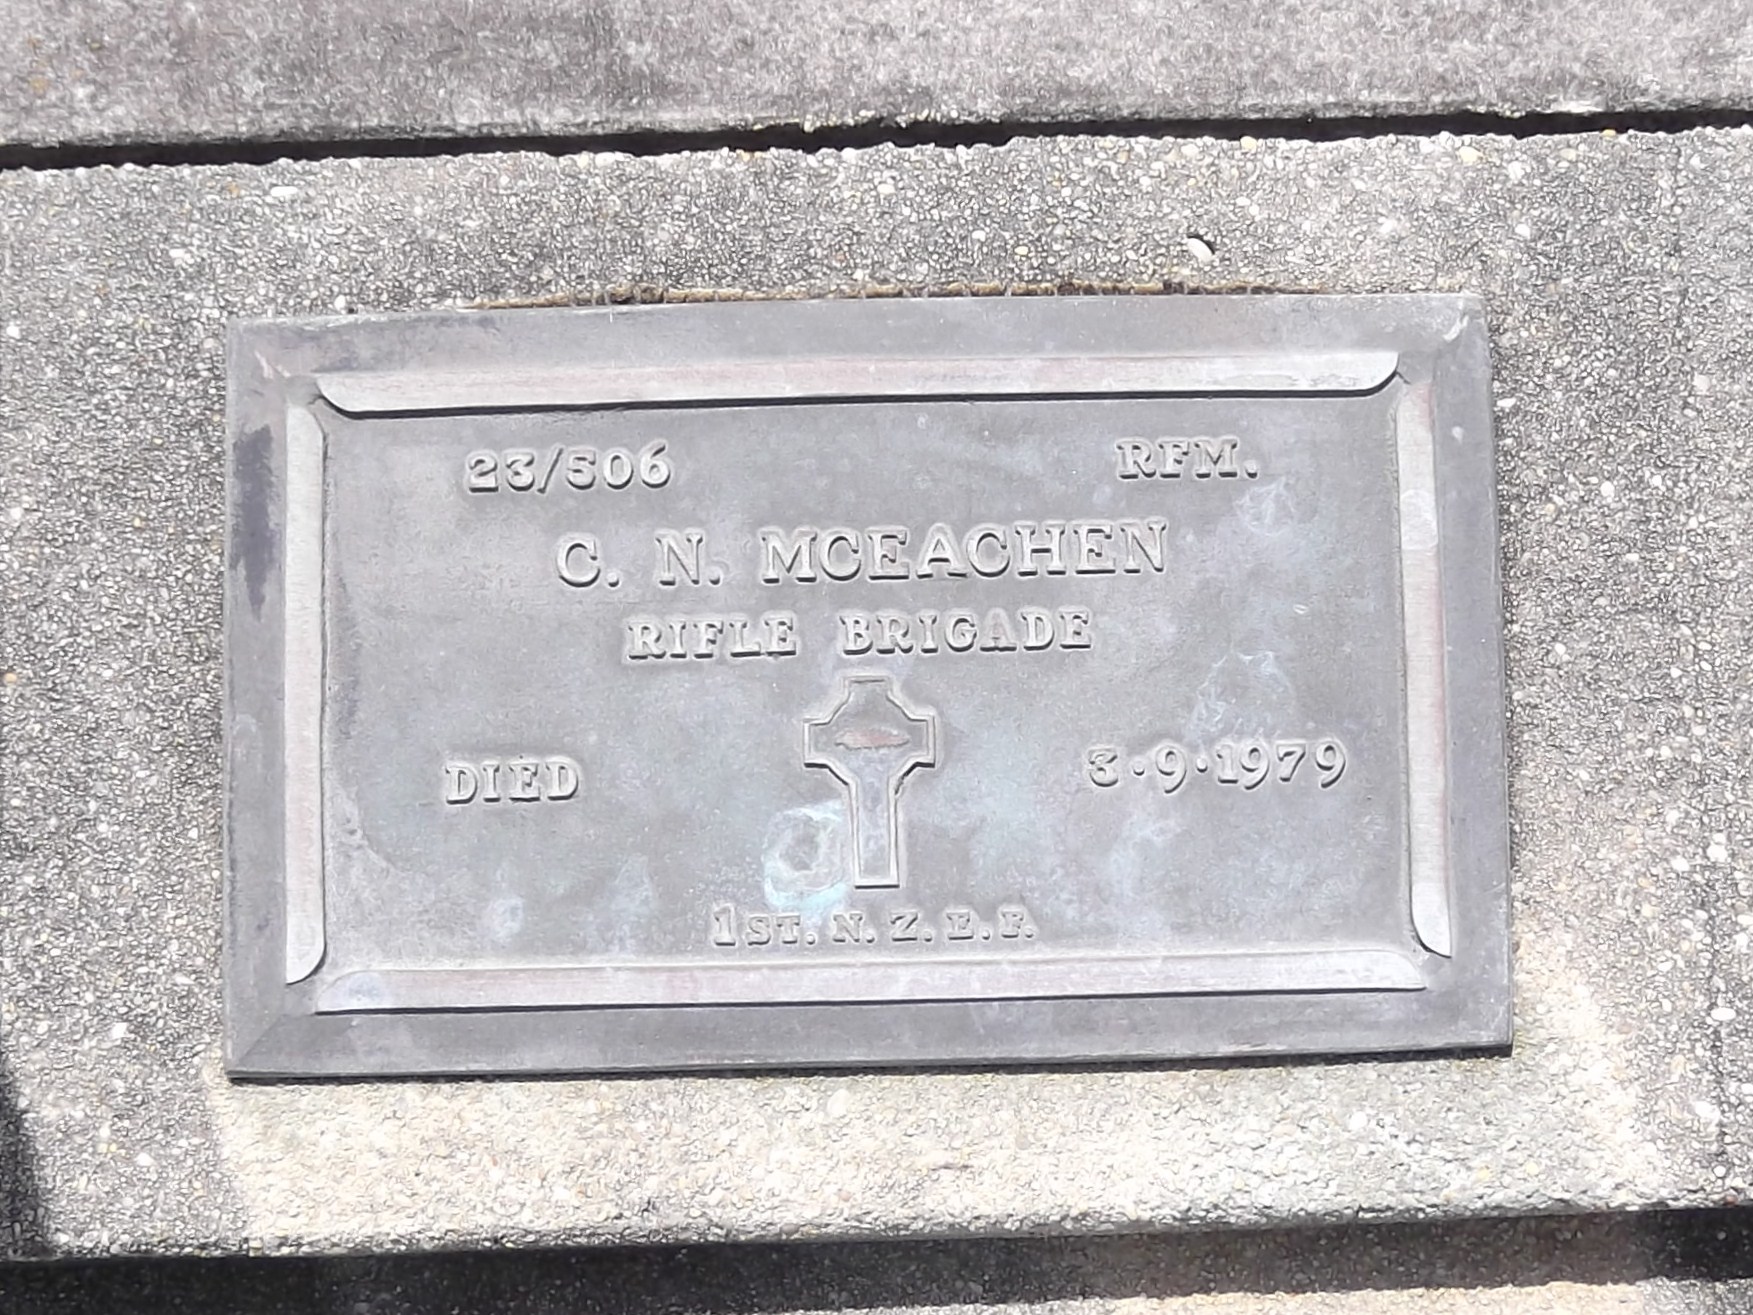 23/506 RFM.
C. N. MCEACHEN
RIFLE BRIGADE
DIED 3·9·1979
1ST. N.Z.E.F.